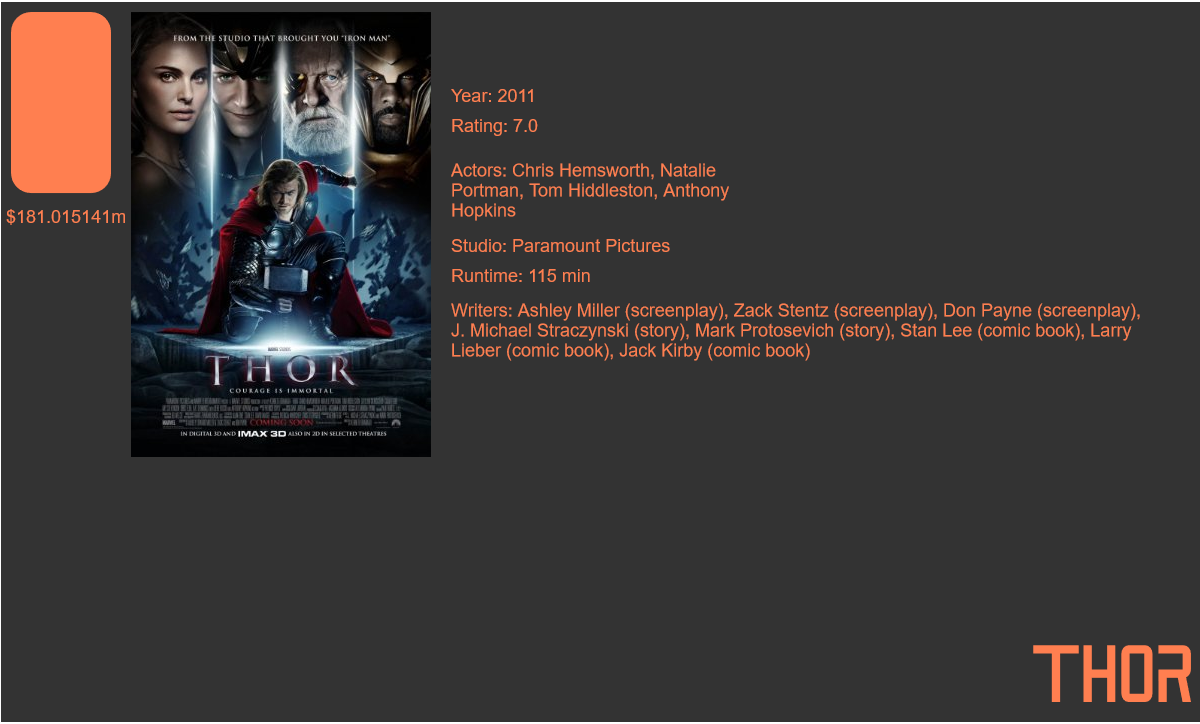 $181.015141m
FROM THE STUDIO THAT BROUGHT YOU "IRON MAN"
MARVEL STUDIOS
THOR
COURAGE IS IMMORTAL
COMING SOON
MARVEL
IN DIGITAL 3D AND IMAX 3D ALSO IN 2D IN SELECTED THEATRES
Year: 2011
Rating: 7.0
Actors: Chris Hemsworth, Natalie
Portman, Tom Hiddleston, Anthony
Hopkins
Studio: Paramount Pictures
Runtime: 115 min
Writers: Ashley Miller (screenplay), Zack Stentz (screenplay), Don Payne (screenplay),
J. Michael Straczynski (story), Mark Protosevich (story), Stan Lee (comic book), Larry
Lieber (comic book), Jack Kirby (comic book)
THOR